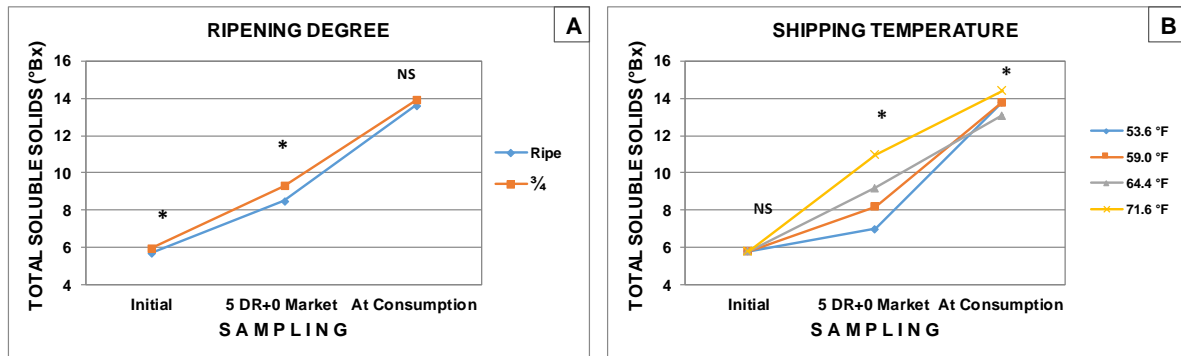 RIPENING DEGREE
A
TOTAL SOLUBLE SOLIDS (°Bx)
16
14
12
10
8
6
4
*
*
NS
Ripe
¾
Initial
5 DR+0 Market
At Consumption
SAMPLING
SHIPPING TEMPERATURE
B
TOTAL SOLUBLE SOLIDS (°Bx)
16
14
12
10
8
6
4
NS
*
*
53.6 °F
59.0 °F
64.4 °F
71.6 °F
Initial
5 DR+0 Market
At Consumption
SAMPLING